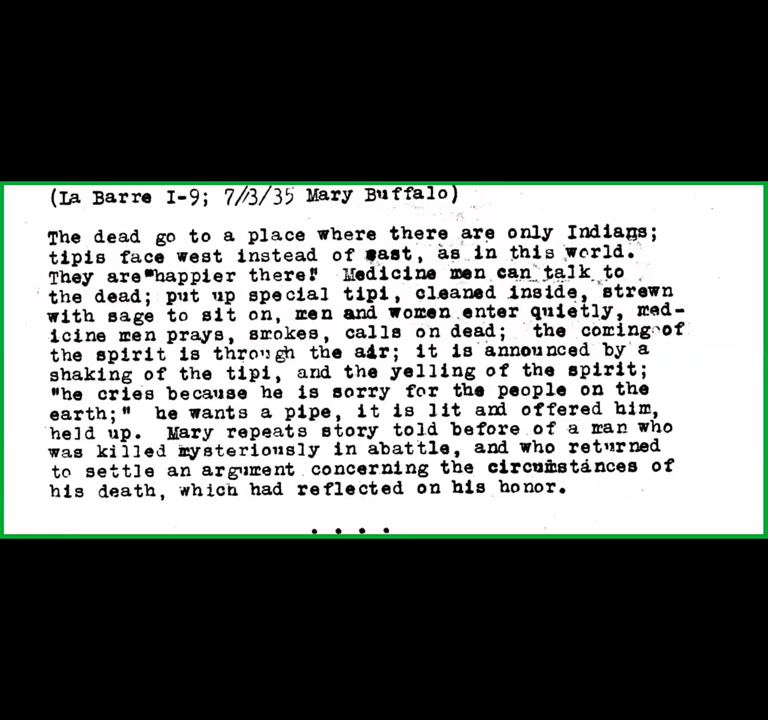 (La Barre I-9; 7/3/35 Mary Buffalo)
The dead go to a place where there are only Indians;
tipis face west instead of east, as in this world.
They are"happier there!" Medicine men can talk to
the dead; put up special tipi, cleaned inside, strewn
with sage to sit on, men and women enter quietly, med-
icine men prays, smokes, calls on dead; the coming of
the spirit is through the air; it is announced by a
shaking of the tipi, and the yelling of the spirit;
"he cries because he is sorry for the people on the
earth;" he wants a pipe, it is lit and offered him,
held up. Mary repeats story told before of a man who
was killed mysteriously in abattle, and who returned
to settle an argument concerning the circumstances of
his death, which had reflected on his honor.
. . . .